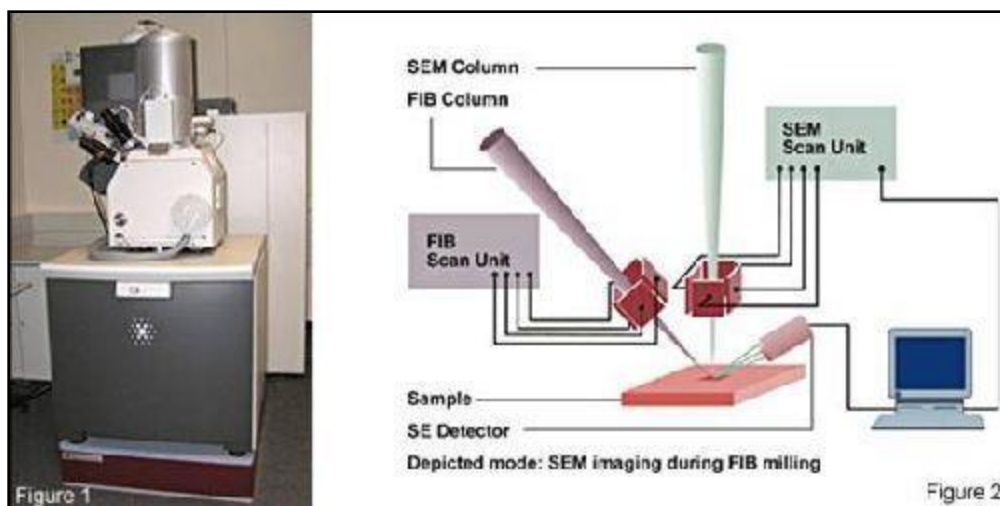 SEM Column
FIB Column
SEM
Scan Unit
FIB
Scan Unit
Sample
SE Detector
Depicted mode: SEM imaging during FIB milling
Figure 1
Figure 2